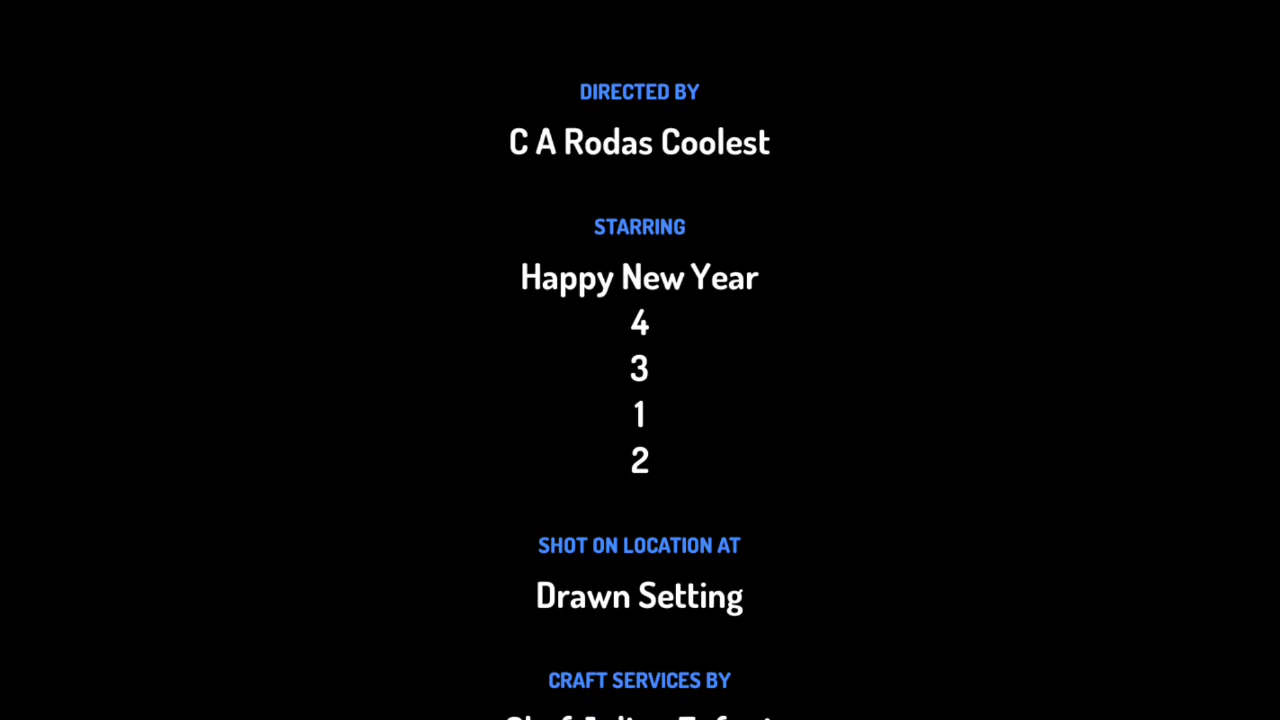 DIRECTED BY
C A Rodas Coolest
STARRING
Happy New Year
4
3
1
2
SHOT ON LOCATION AT
Drawn Setting
CRAFT SERVICES BY